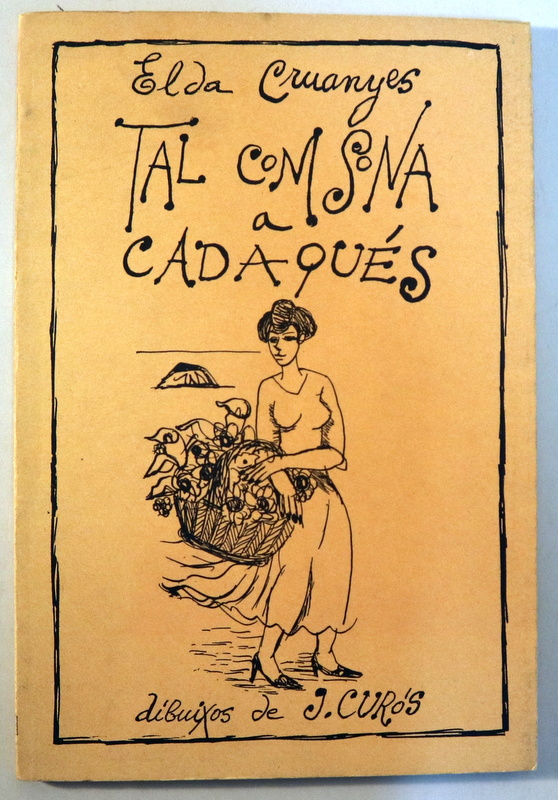 Elda Cruanyes
TAL COM SONA
a
CADAQUÉS
dibuixos de J. CURÓS